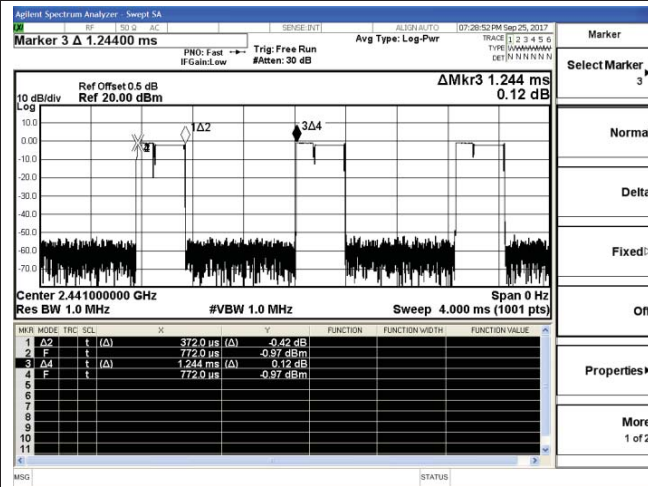 Agilent Spectrum Analyzer - Swept SA
RF 50 Ω AC SENSE:INT ALIGN AUTO 07:28:52 PM Sep 25, 2017
Marker 3 Δ 1.24400 ms
PNO: Fast
IFGain:Low
Trig: Free Run
#Atten: 30 dB
Avg Type: Log-Pwr
TRACE 1 2 3 4 5 6
TYPE WWWWWW
DET N N N N N N
Ref Offset 0.5 dB
10 dB/div Ref 20.00 dBm
Log
ΔMkr3 1.244 ms
0.12 dB
10.0
0.00
-10.0
-20.0
-30.0
-40.0
-50.0
-60.0
-70.0
1Δ2
3Δ4
Center 2.441000000 GHz Span 0 Hz
Res BW 1.0 MHz #VBW 1.0 MHz Sweep 4.000 ms (1001 pts)
MKR MODE TRC SCL X Y FUNCTION FUNCTION WIDTH FUNCTION VALUE
1 Δ2 t (Δ) 372.0 µs (Δ) -0.42 dB
2 F t 772.0 µs -0.97 dBm
3 Δ4 t (Δ) 1.244 ms (Δ) 0.12 dB
4 F t 772.0 µs -0.97 dBm
5
6
7
8
9
10
11
MSG STATUS
Marker
Select Marker
3
Norma
Delta
Fixed
Of
Properties
More
1 of 2